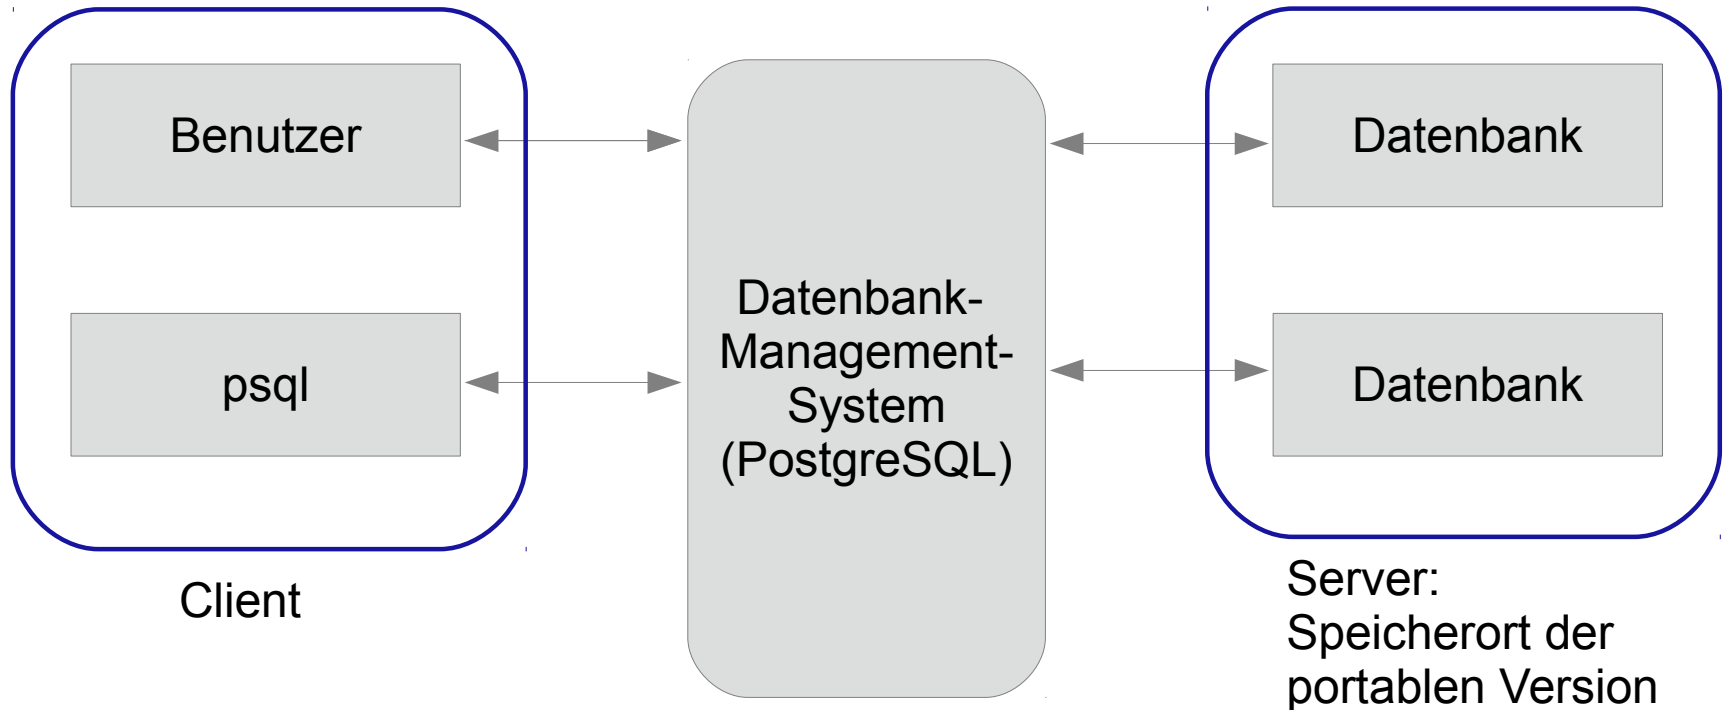 Benutzer
psql
Client
Datenbank-
Management-
System
(PostgreSQL)
Datenbank
Datenbank
Server:
Speicherort der
portablen Version